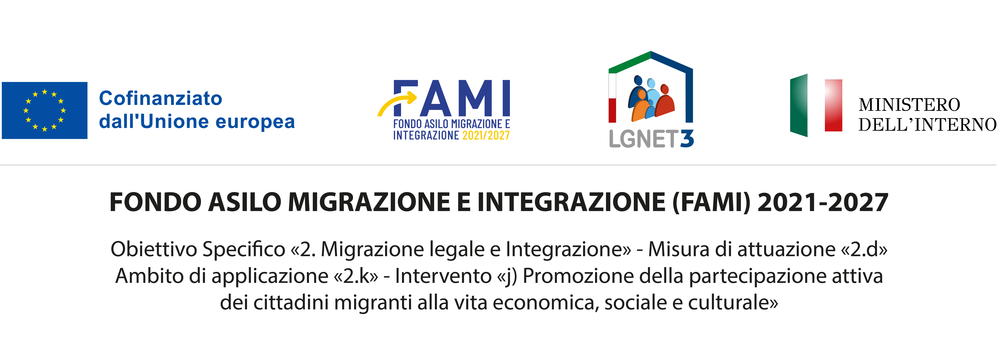 Cofinanziato
dall'Unione europea
FAMI
FONDO ASILO MIGRAZIONE E
INTEGRAZIONE 2021/2027
LGNET3
MINISTERO
DELL'INTERNO
FONDO ASILO MIGRAZIONE E INTEGRAZIONE (FAMI) 2021-2027
Obiettivo Specifico «2. Migrazione legale e Integrazione» - Misura di attuazione «2.d»
Ambito di applicazione «2.k» - Intervento «j) Promozione della partecipazione attiva
dei cittadini migranti alla vita economica, sociale e culturale»